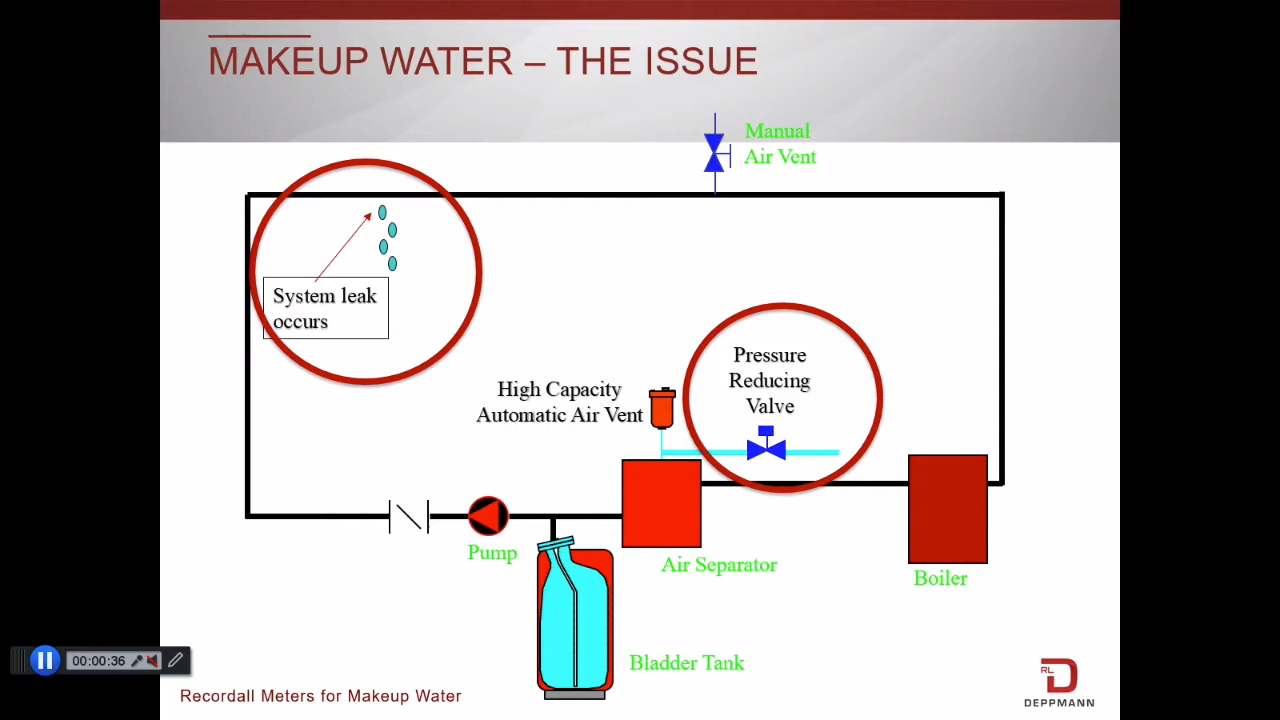 MAKEUP WATER – THE ISSUE
Manual
Air Vent
System leak
occurs
Pressure
Reducing
Valve
High Capacity
Automatic Air Vent
Pump
Air Separator
Boiler
Bladder Tank
00:00:36
Recordall Meters for Makeup Water
RL
DEPPMANN